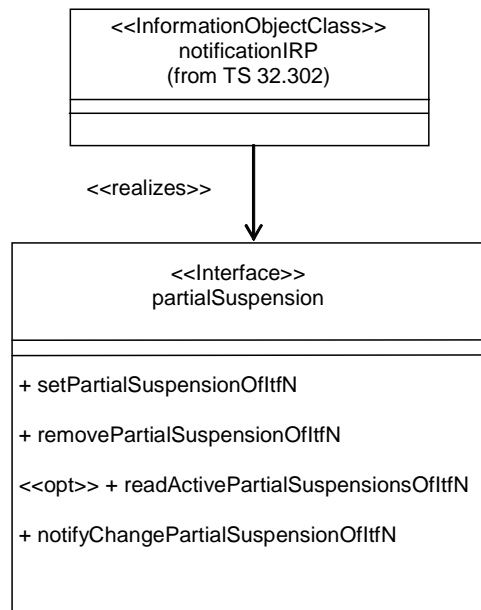 <<InformationObjectClass>>
notificationIRP
(from TS 32.302)
<<realizes>>
<<Interface>>
partialSuspension
+ setPartialSuspensionOfItfN
+ removePartialSuspensionOfItfN
<<opt>> + readActivePartialSuspensionsOfItfN
+ notifyChangePartialSuspensionOfItfN